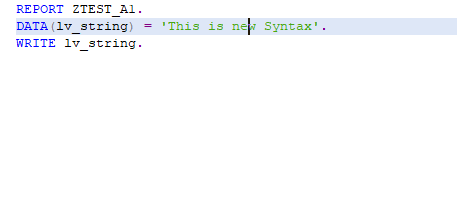 REPORT ZTEST_A1.
DATA(lv_string) = 'This is new Syntax'.
WRITE lv_string.